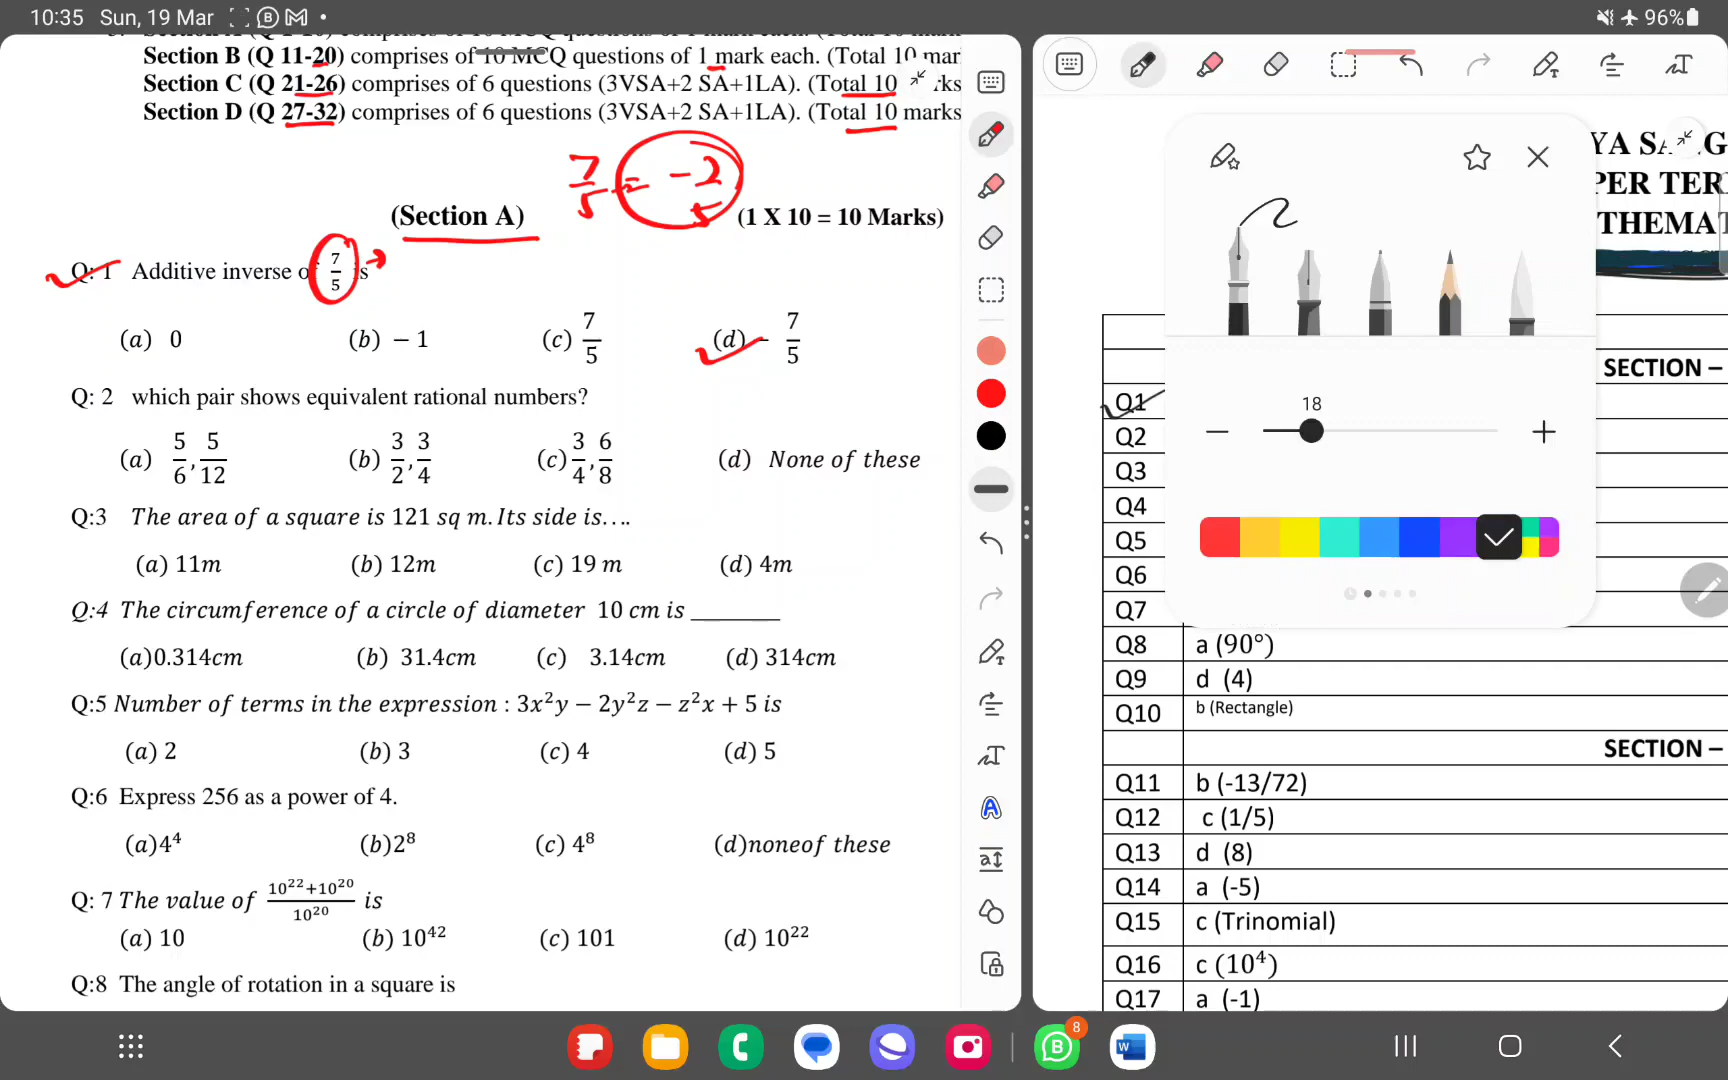 10:35 Sun, 19 Mar
96%
Section B (Q 11-20) comprises of 10 MCQ questions of 1 mark each. (Total 10 mar
Section C (Q 21-26) comprises of 6 questions (3VSA+2 SA+1LA). (Total 10 rks
Section D (Q 27-32) comprises of 6 questions (3VSA+2 SA+1LA). (Total 10 marks
(Section A) (1 X 10 = 10 Marks)
Q: 1 Additive inverse of 7/5 is
(a) 0 (b) − 1 (c) 7/5 (d) − 7/5
Q: 2 which pair shows equivalent rational numbers?
(a) 5/6, 5/12 (b) 3/2, 3/4 (c) 3/4, 6/8 (d) None of these
Q:3 The area of a square is 121 sq m. Its side is….
(a) 11m (b) 12m (c) 19 m (d) 4m
Q:4 The circumference of a circle of diameter 10 cm is ________
(a)0.314cm (b) 31.4cm (c) 3.14cm (d) 314cm
Q:5 Number of terms in the expression : 3x²y − 2y²z − z²x + 5 is
(a) 2 (b) 3 (c) 4 (d) 5
Q:6 Express 256 as a power of 4.
(a)4⁴ (b)2⁸ (c) 4⁸ (d)noneof these
Q: 7 The value of 10²²+10²⁰/10²⁰ is
(a) 10 (b) 10⁴² (c) 101 (d) 10²²
Q:8 The angle of rotation in a square is
YA SA G
PER TER
THEMAT
18
SECTION –
Q1
Q2
Q3
Q4
Q5
Q6
Q7
Q8 a (90°)
Q9 d (4)
Q10 b (Rectangle)
SECTION –
Q11 b (-13/72)
Q12 c (1/5)
Q13 d (8)
Q14 a (-5)
Q15 c (Trinomial)
Q16 c (10⁴)
Q17 a (-1)
8